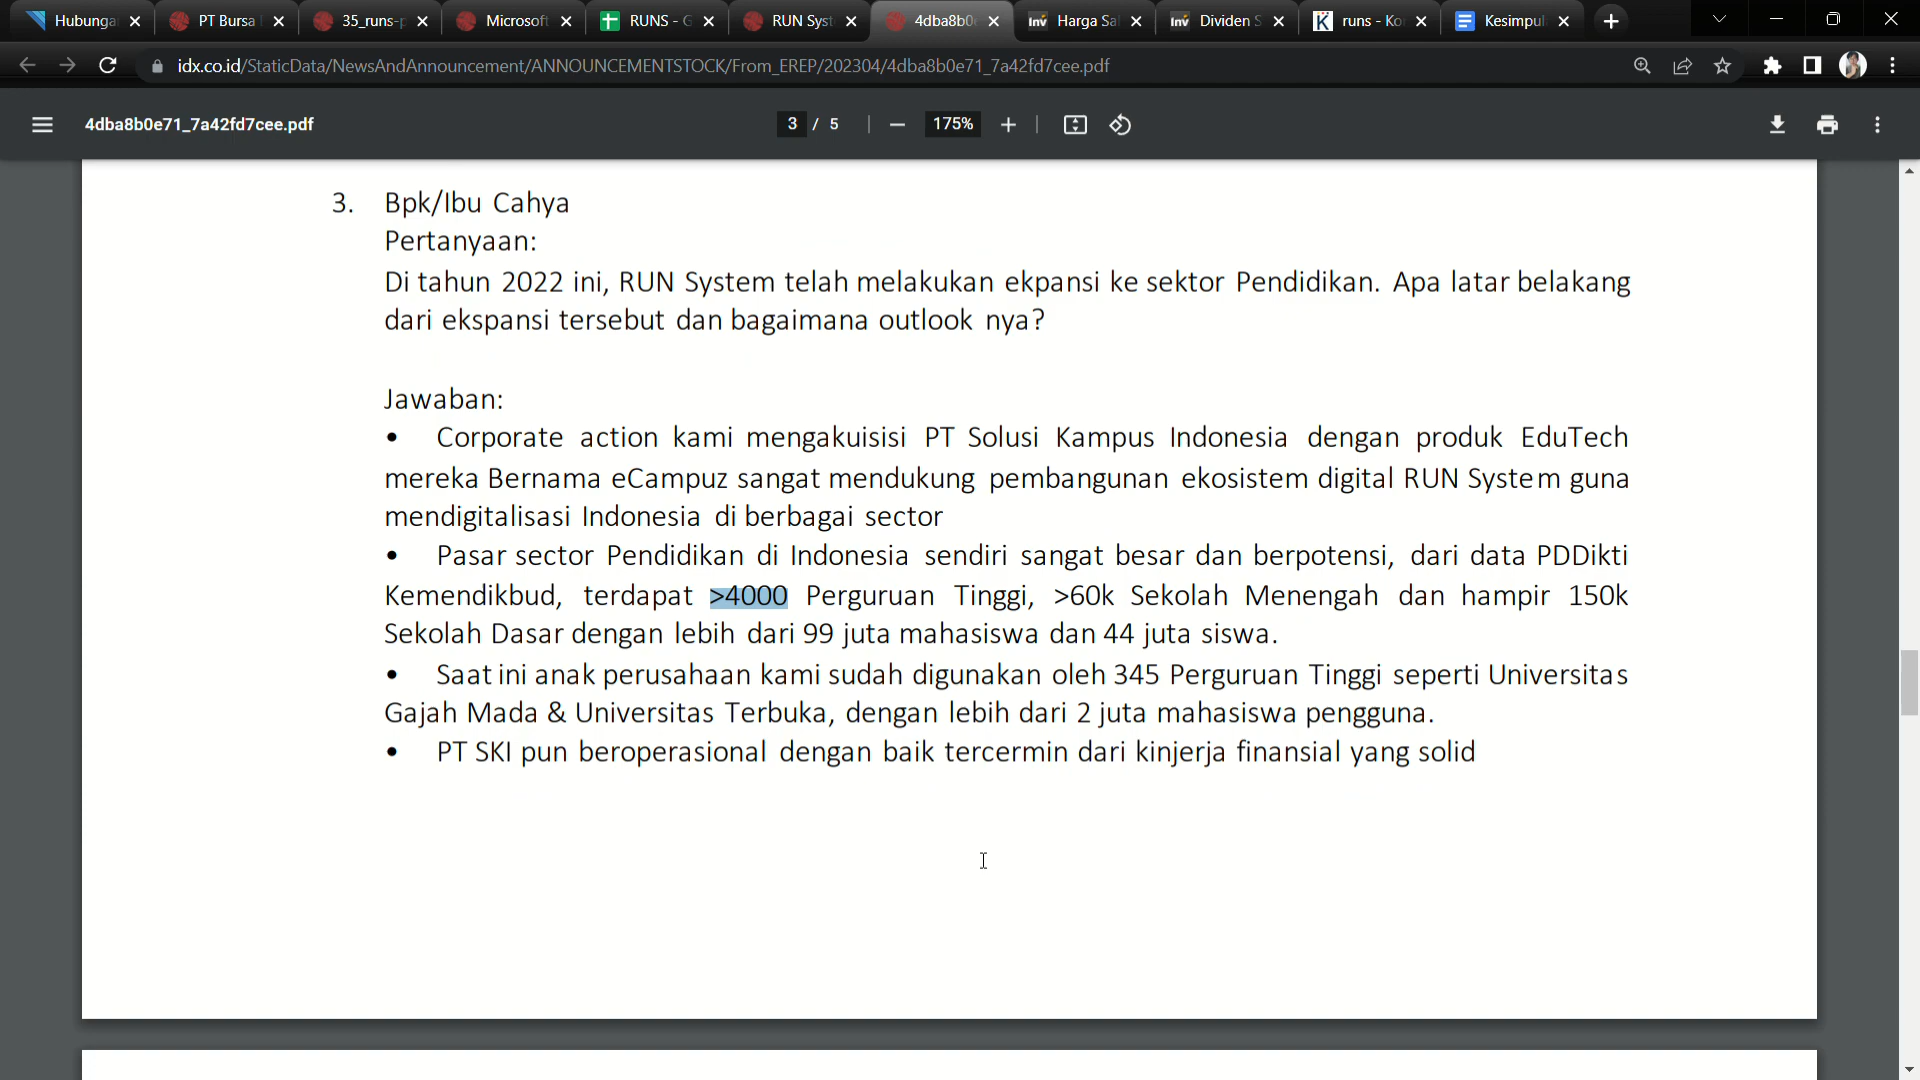 Hubunga
PT Bursa
35_runs-p
Microsoft
RUNS - G
RUN Syst
4dba8b0
Inv Harga Sa
Inv Dividen S
K runs - Ko
Kesimpul
idx.co.id/StaticData/NewsAndAnnouncement/ANNOUNCEMENTSTOCK/From_EREP/202304/4dba8b0e71_7a42fd7cee.pdf
4dba8b0e71_7a42fd7cee.pdf
3 / 5
175%
3. Bpk/Ibu Cahya
Pertanyaan:
Di tahun 2022 ini, RUN System telah melakukan ekpansi ke sektor Pendidikan. Apa latar belakang
dari ekspansi tersebut dan bagaimana outlook nya?
Jawaban:
• Corporate action kami mengakuisisi PT Solusi Kampus Indonesia dengan produk EduTech
mereka Bernama eCampuz sangat mendukung pembangunan ekosistem digital RUN System guna
mendigitalisasi Indonesia di berbagai sector
• Pasar sector Pendidikan di Indonesia sendiri sangat besar dan berpotensi, dari data PDDikti
Kemendikbud, terdapat >4000 Perguruan Tinggi, >60k Sekolah Menengah dan hampir 150k
Sekolah Dasar dengan lebih dari 99 juta mahasiswa dan 44 juta siswa.
• Saat ini anak perusahaan kami sudah digunakan oleh 345 Perguruan Tinggi seperti Universitas
Gajah Mada & Universitas Terbuka, dengan lebih dari 2 juta mahasiswa pengguna.
• PT SKI pun beroperasional dengan baik tercermin dari kinjerja finansial yang solid